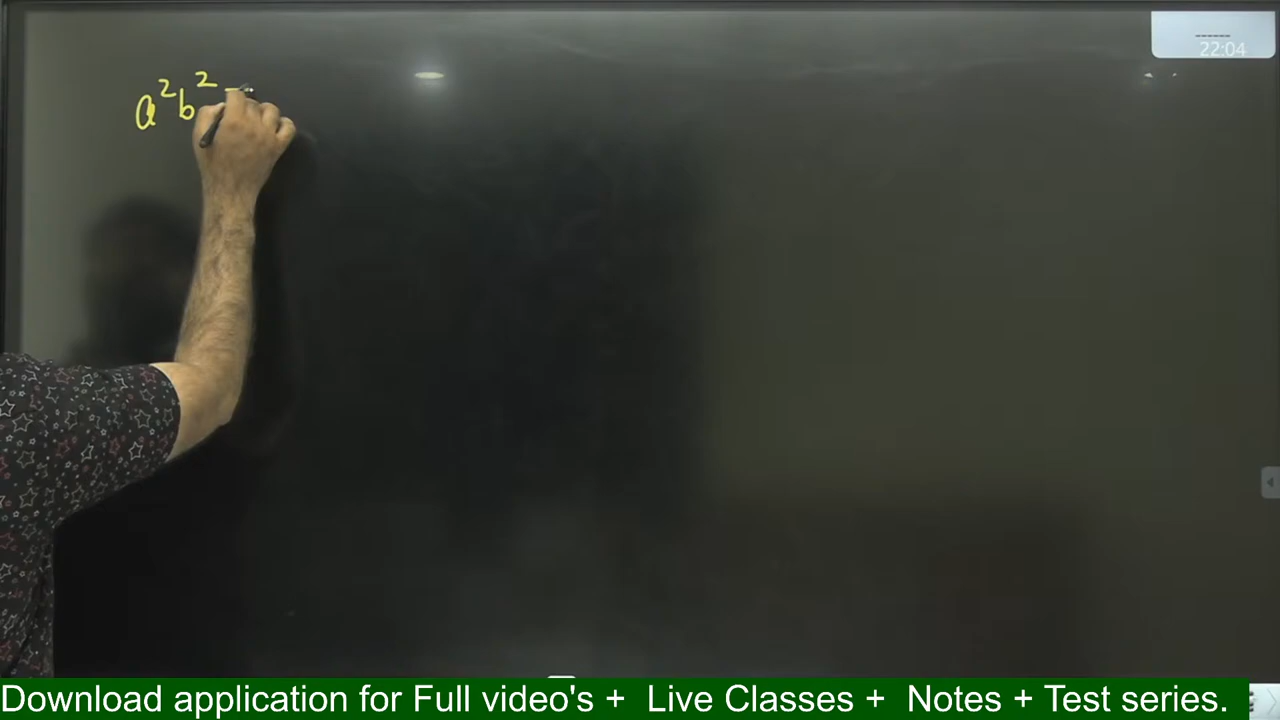 ------
22:04
a²b²
Download application for Full video's + Live Classes + Notes + Test series.